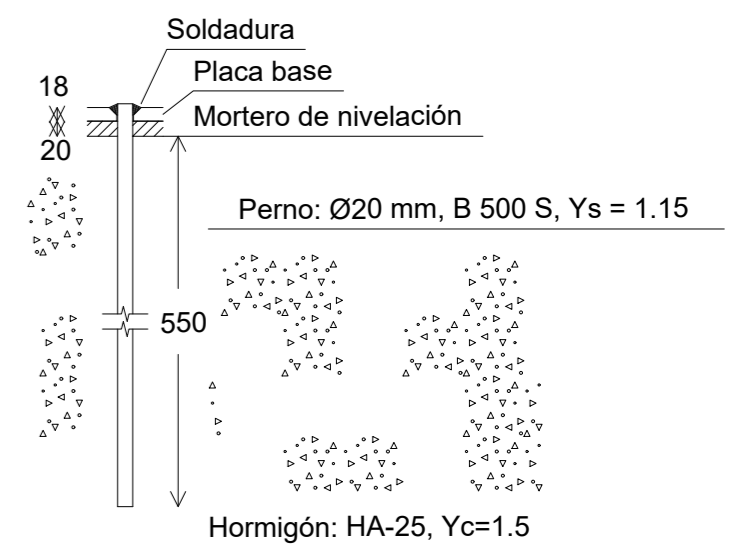 Soldadura
Placa base
18
Mortero de nivelación
20
Perno: Ø20 mm, B 500 S, Ys = 1.15
550
Hormigón: HA-25, Yc=1.5